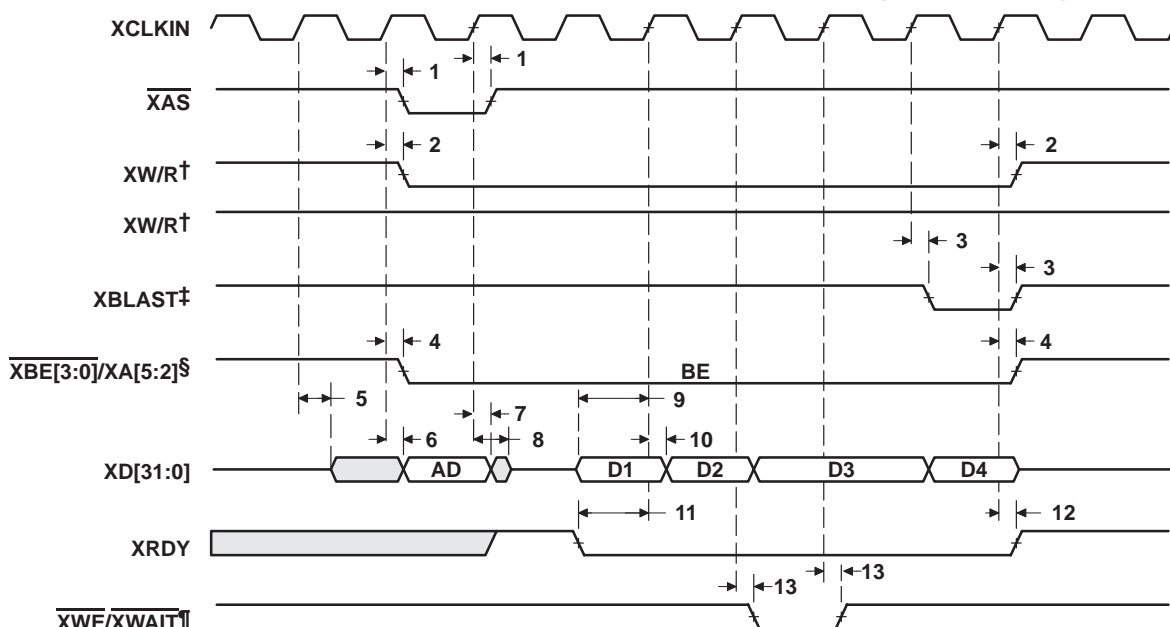 XCLKIN
1 1
XAS
2 2
XW/R†
XW/R†
3
3
XBLAST‡
4 4
XBE[3:0]/XA[5:2]§ BE
5 9
7
6 8 10
XD[31:0] AD D1 D2 D3 D4
11 12
XRDY
13 13
XWE/XWAIT¶